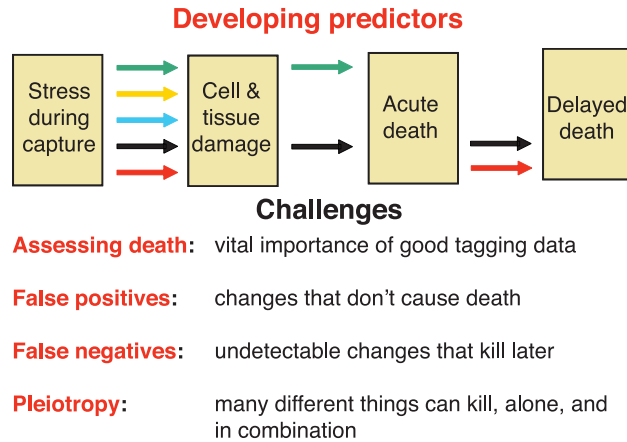 Developing predictors
Stress
during
capture
Cell &
tissue
damage
Acute
death
Delayed
death
Challenges
Assessing death: vital importance of good tagging data
False positives: changes that don't cause death
False negatives: undetectable changes that kill later
Pleiotropy: many different things can kill, alone, and
in combination